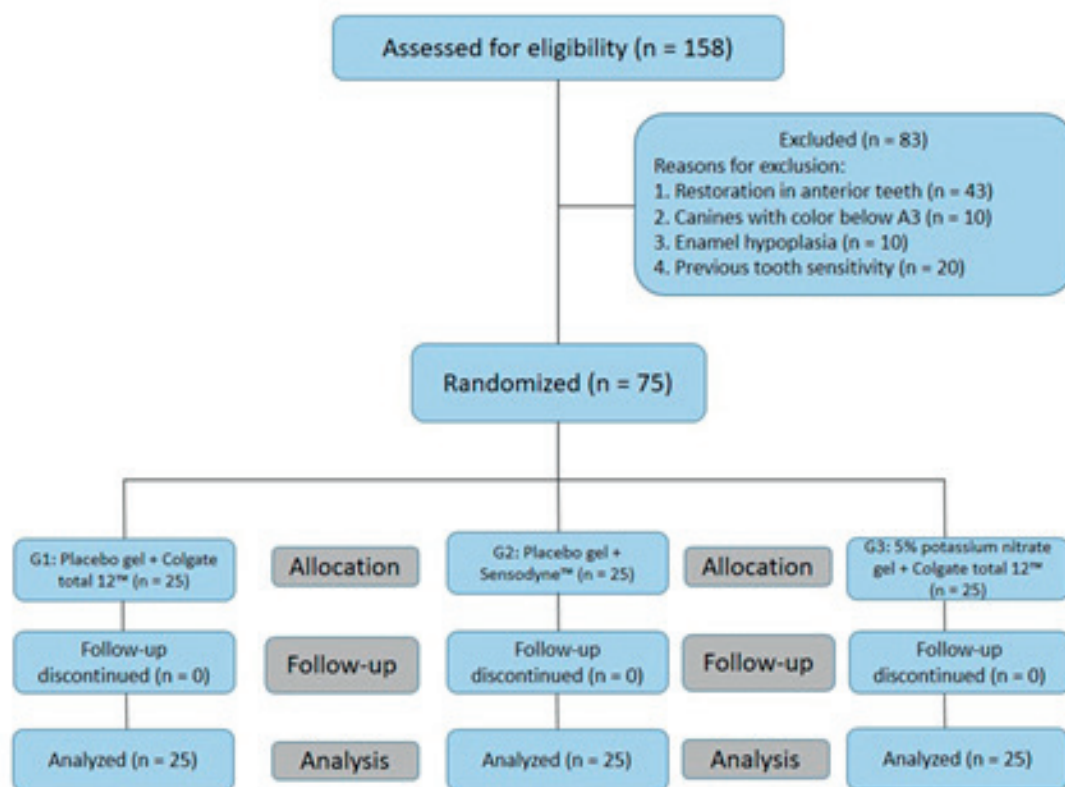 Assessed for eligibility (n = 158)
Excluded (n = 83)
Reasons for exclusion:
1. Restoration in anterior teeth (n = 43)
2. Canines with color below A3 (n = 10)
3. Enamel hypoplasia (n = 10)
4. Previous tooth sensitivity (n = 20)
Randomized (n = 75)
G1: Placebo gel + Colgate
total 12™ (n = 25)
Allocation
G2: Placebo gel +
Sensodyne™ (n = 25)
Allocation
G3: 5% potassium nitrate
gel + Colgate total 12™
(n = 25)
Follow-up
discontinued (n = 0)
Follow-up
Follow-up
discontinued (n = 0)
Follow-up
Follow-up
discontinued (n = 0)
Analyzed (n = 25)
Analysis
Analyzed (n = 25)
Analysis
Analyzed (n = 25)